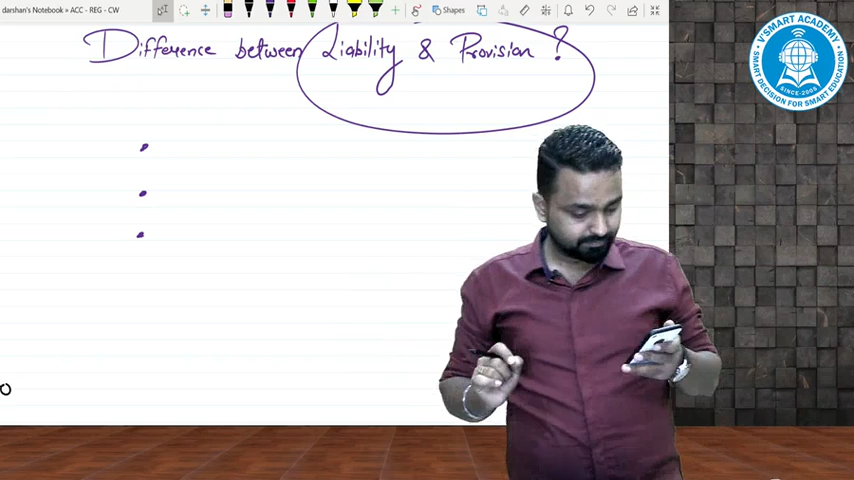 darshan's Notebook » ACC - REG - CW
Shapes
Difference between Liability & Provision ?
V'SMART ACADEMY
SINCE-2005
SMART DECISION FOR SMART EDUCATION